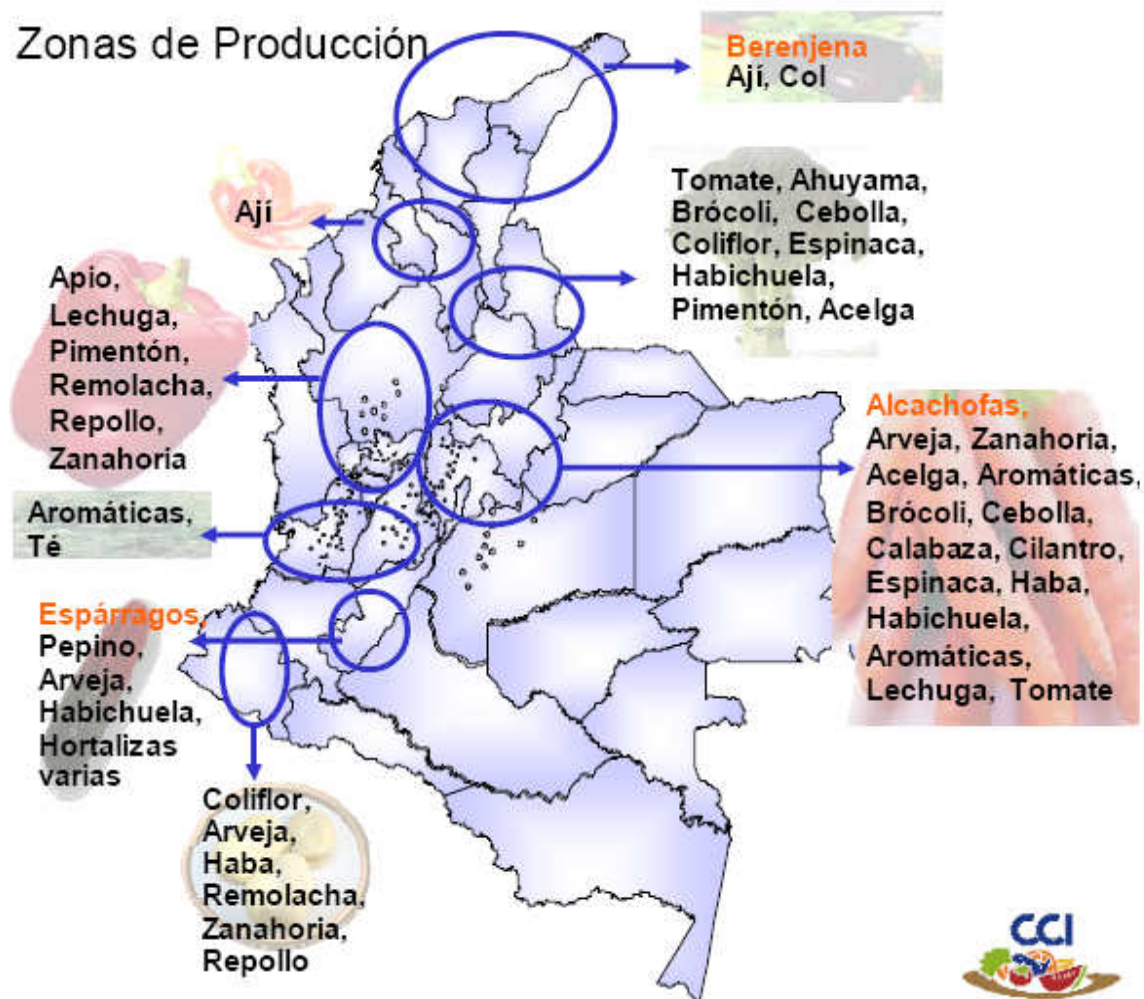 Zonas de Producción
Berenjena
Ají, Col
Tomate, Ahuyama,
Brócoli, Cebolla,
Coliflor, Espinaca,
Habichuela,
Pimentón, Acelga
Ají
Apio,
Lechuga,
Pimentón,
Remolacha,
Repollo,
Zanahoria
Alcachofas,
Arveja, Zanahoria,
Acelga, Aromáticas,
Brócoli, Cebolla,
Calabaza, Cilantro,
Espinaca, Haba,
Habichuela,
Aromáticas,
Lechuga, Tomate
Aromáticas,
Té
Espárragos,
Pepino,
Arveja,
Habichuela,
Hortalizas
varias
Coliflor,
Arveja,
Haba,
Remolacha,
Zanahoria,
Repollo
CCI